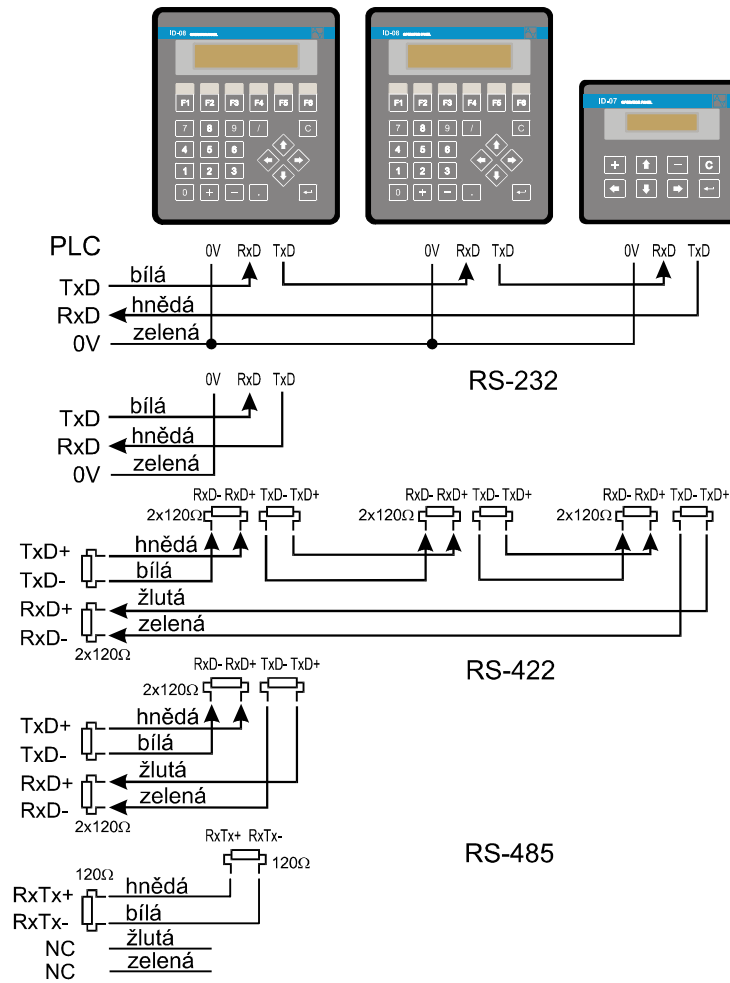 ID-08 OPERATING PANEL
ID-08 OPERATING PANEL
F1 F2 F3 F4 F5 F6
F1 F2 F3 F4 F5 F6
ID-07 OPERATING PANEL
7 8 9 / C
7 8 9 / C
4 5 6
4 5 6
+ − C
1 2 3
1 2 3
0 + − .
0 + − .
PLC
0V RxD TxD
0V RxD TxD
0V RxD TxD
TxD bílá
RxD hnědá
0V zelená
RS-232
0V RxD TxD
TxD bílá
RxD hnědá
0V zelená
RxD- RxD+ TxD- TxD+
RxD- RxD+ TxD- TxD+
RxD- RxD+ TxD- TxD+
2x120Ω
2x120Ω
2x120Ω
TxD+ hnědá
TxD- bílá
RxD+ žlutá
RxD- zelená
2x120Ω
RS-422
RxD- RxD+ TxD- TxD+
2x120Ω
TxD+ hnědá
TxD- bílá
RxD+ žlutá
RxD- zelená
2x120Ω
RS-485
RxTx+ RxTx-
120Ω
120Ω
RxTx+ hnědá
RxTx- bílá
NC žlutá
NC zelená